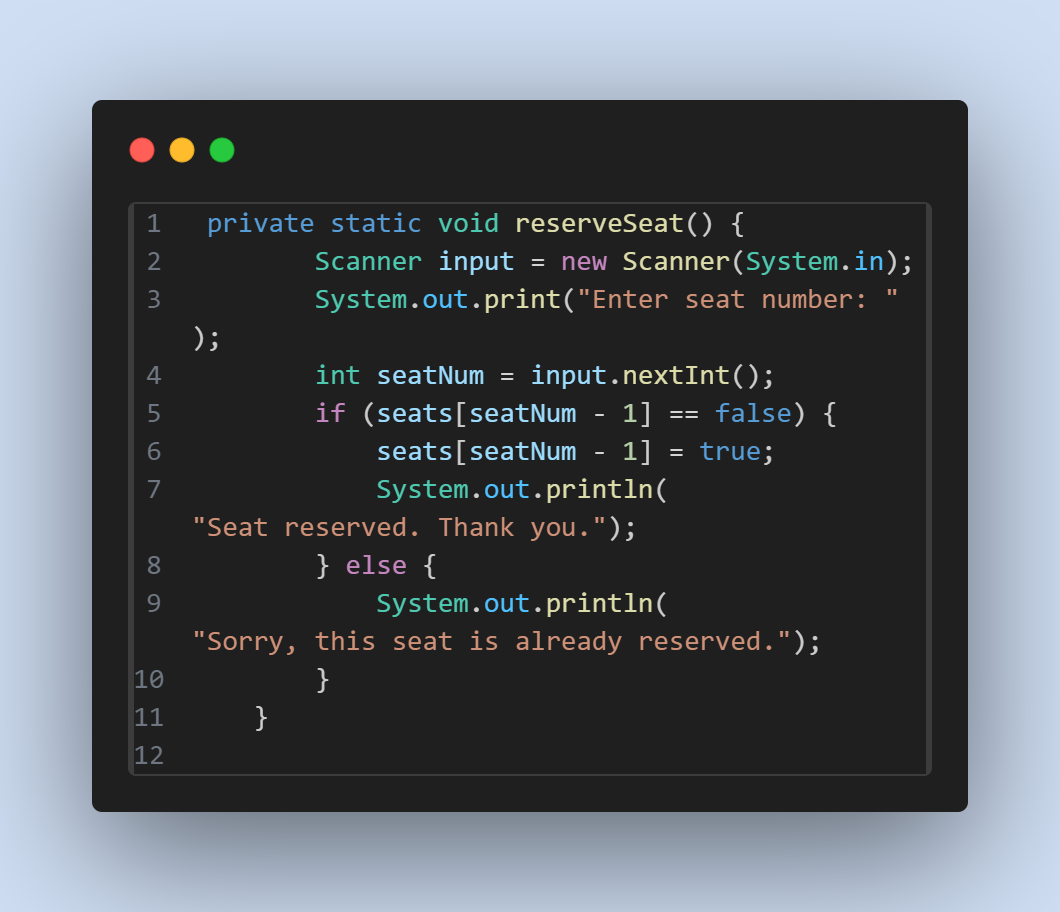 1 private static void reserveSeat() {
2 Scanner input = new Scanner(System.in);
3 System.out.print("Enter seat number: "
);
4 int seatNum = input.nextInt();
5 if (seats[seatNum - 1] == false) {
6 seats[seatNum - 1] = true;
7 System.out.println(
"Seat reserved. Thank you.");
8 } else {
9 System.out.println(
"Sorry, this seat is already reserved.");
10 }
11 }
12